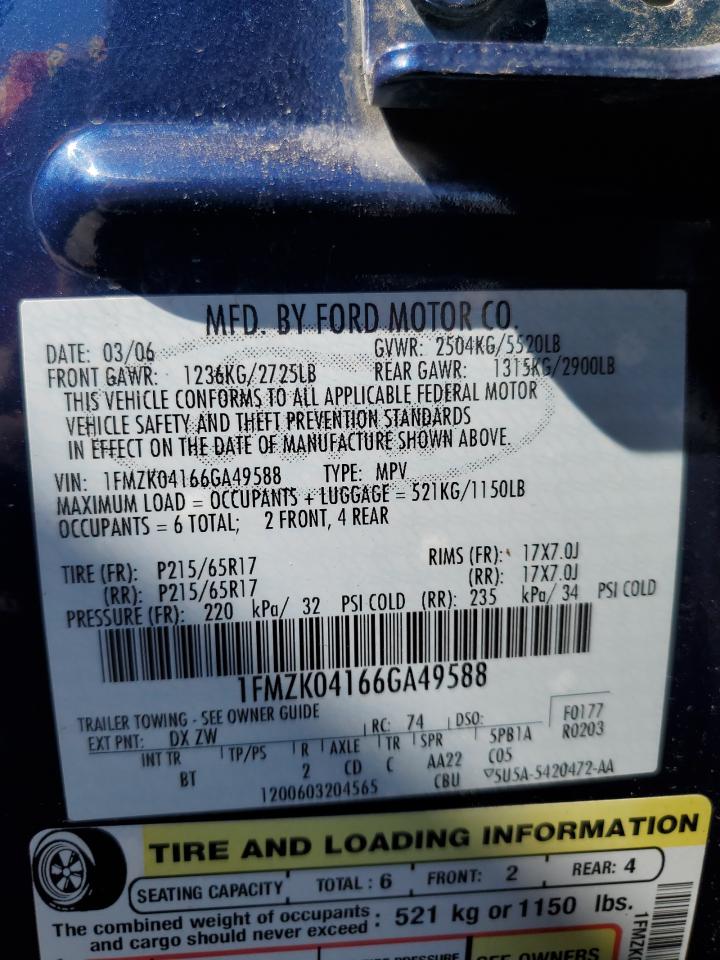 MFD. BY FORD MOTOR CO.
DATE: 03/06 GVWR: 2504KG/5520LB
FRONT GAWR: 1236KG/2725LB REAR GAWR: 1315KG/2900LB
THIS VEHICLE CONFORMS TO ALL APPLICABLE FEDERAL MOTOR
VEHICLE SAFETY AND THEFT PREVENTION STANDARDS
IN EFFECT ON THE DATE OF MANUFACTURE SHOWN ABOVE.
VIN: 1FMZK04166GA49588 TYPE: MPV
MAXIMUM LOAD = OCCUPANTS + LUGGAGE = 521KG/1150LB
OCCUPANTS = 6 TOTAL; 2 FRONT, 4 REAR
TIRE (FR): P215/65R17 RIMS (FR): 17X7.0J
(RR): P215/65R17 (RR): 17X7.0J
PRESSURE (FR): 220 kPa/ 32 PSI COLD (RR): 235 kPa/ 34 PSI COLD
1FMZK04166GA49588
TRAILER TOWING - SEE OWNER GUIDE RC: 74 DSO: F0177
EXT PNT: DX ZW R0203
INT TR TP/PS R AXLE TR SPR 5PB1A
BT 2 CD C AA22 C05
1200603204565 CBU 5U5A-5420472-AA
TIRE AND LOADING INFORMATION
SEATING CAPACITY TOTAL : 6 FRONT: 2 REAR: 4
The combined weight of occupants
and cargo should never exceed : 521 kg or 1150 lbs.
SEE OWNERS
1FMZK